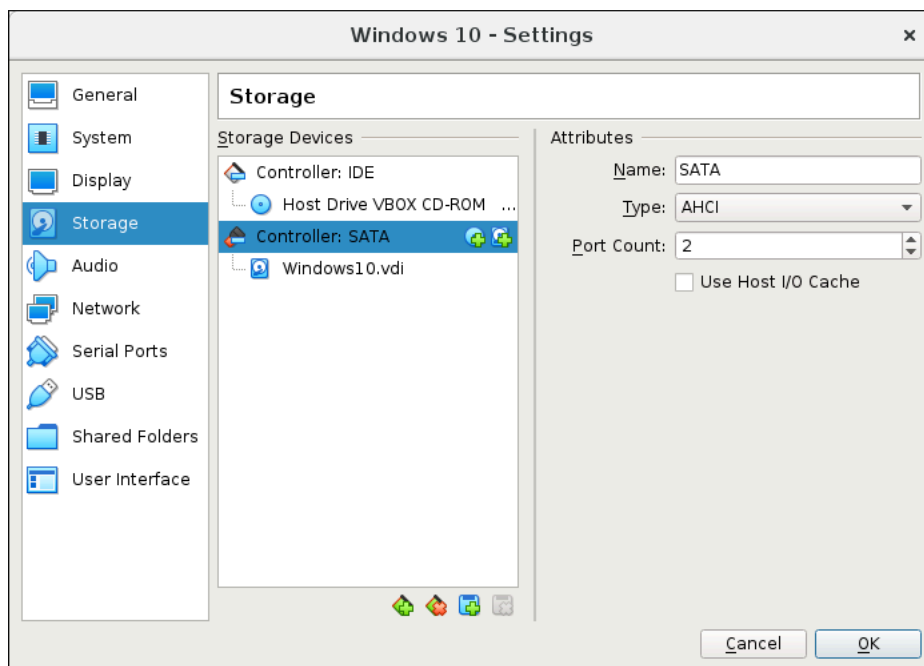 Windows 10 - Settings
General
System
Display
Storage
Audio
Network
Serial Ports
USB
Shared Folders
User Interface
Storage
Storage Devices
Controller: IDE
Host Drive VBOX CD-ROM ...
Controller: SATA
Windows10.vdi
Attributes
Name: SATA
Type: AHCI
Port Count: 2
Use Host I/O Cache
Cancel OK